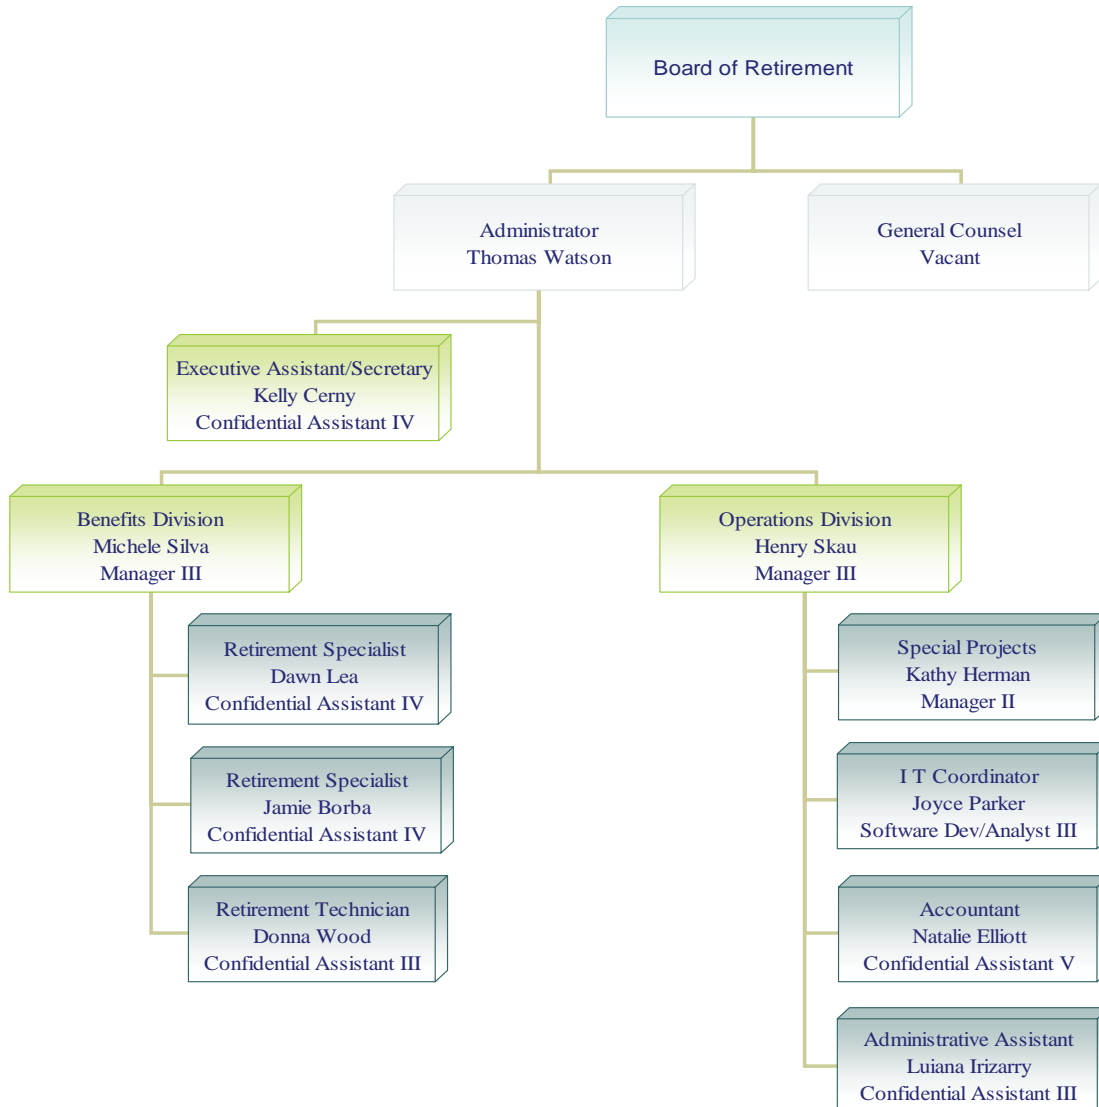 Board of Retirement
Administrator
Thomas Watson
General Counsel
Vacant
Executive Assistant/Secretary
Kelly Cerny
Confidential Assistant IV
Benefits Division
Michele Silva
Manager III
Operations Division
Henry Skau
Manager III
Retirement Specialist
Dawn Lea
Confidential Assistant IV
Retirement Specialist
Jamie Borba
Confidential Assistant IV
Retirement Technician
Donna Wood
Confidential Assistant III
Special Projects
Kathy Herman
Manager II
I T Coordinator
Joyce Parker
Software Dev/Analyst III
Accountant
Natalie Elliott
Confidential Assistant V
Administrative Assistant
Luiana Irizarry
Confidential Assistant III